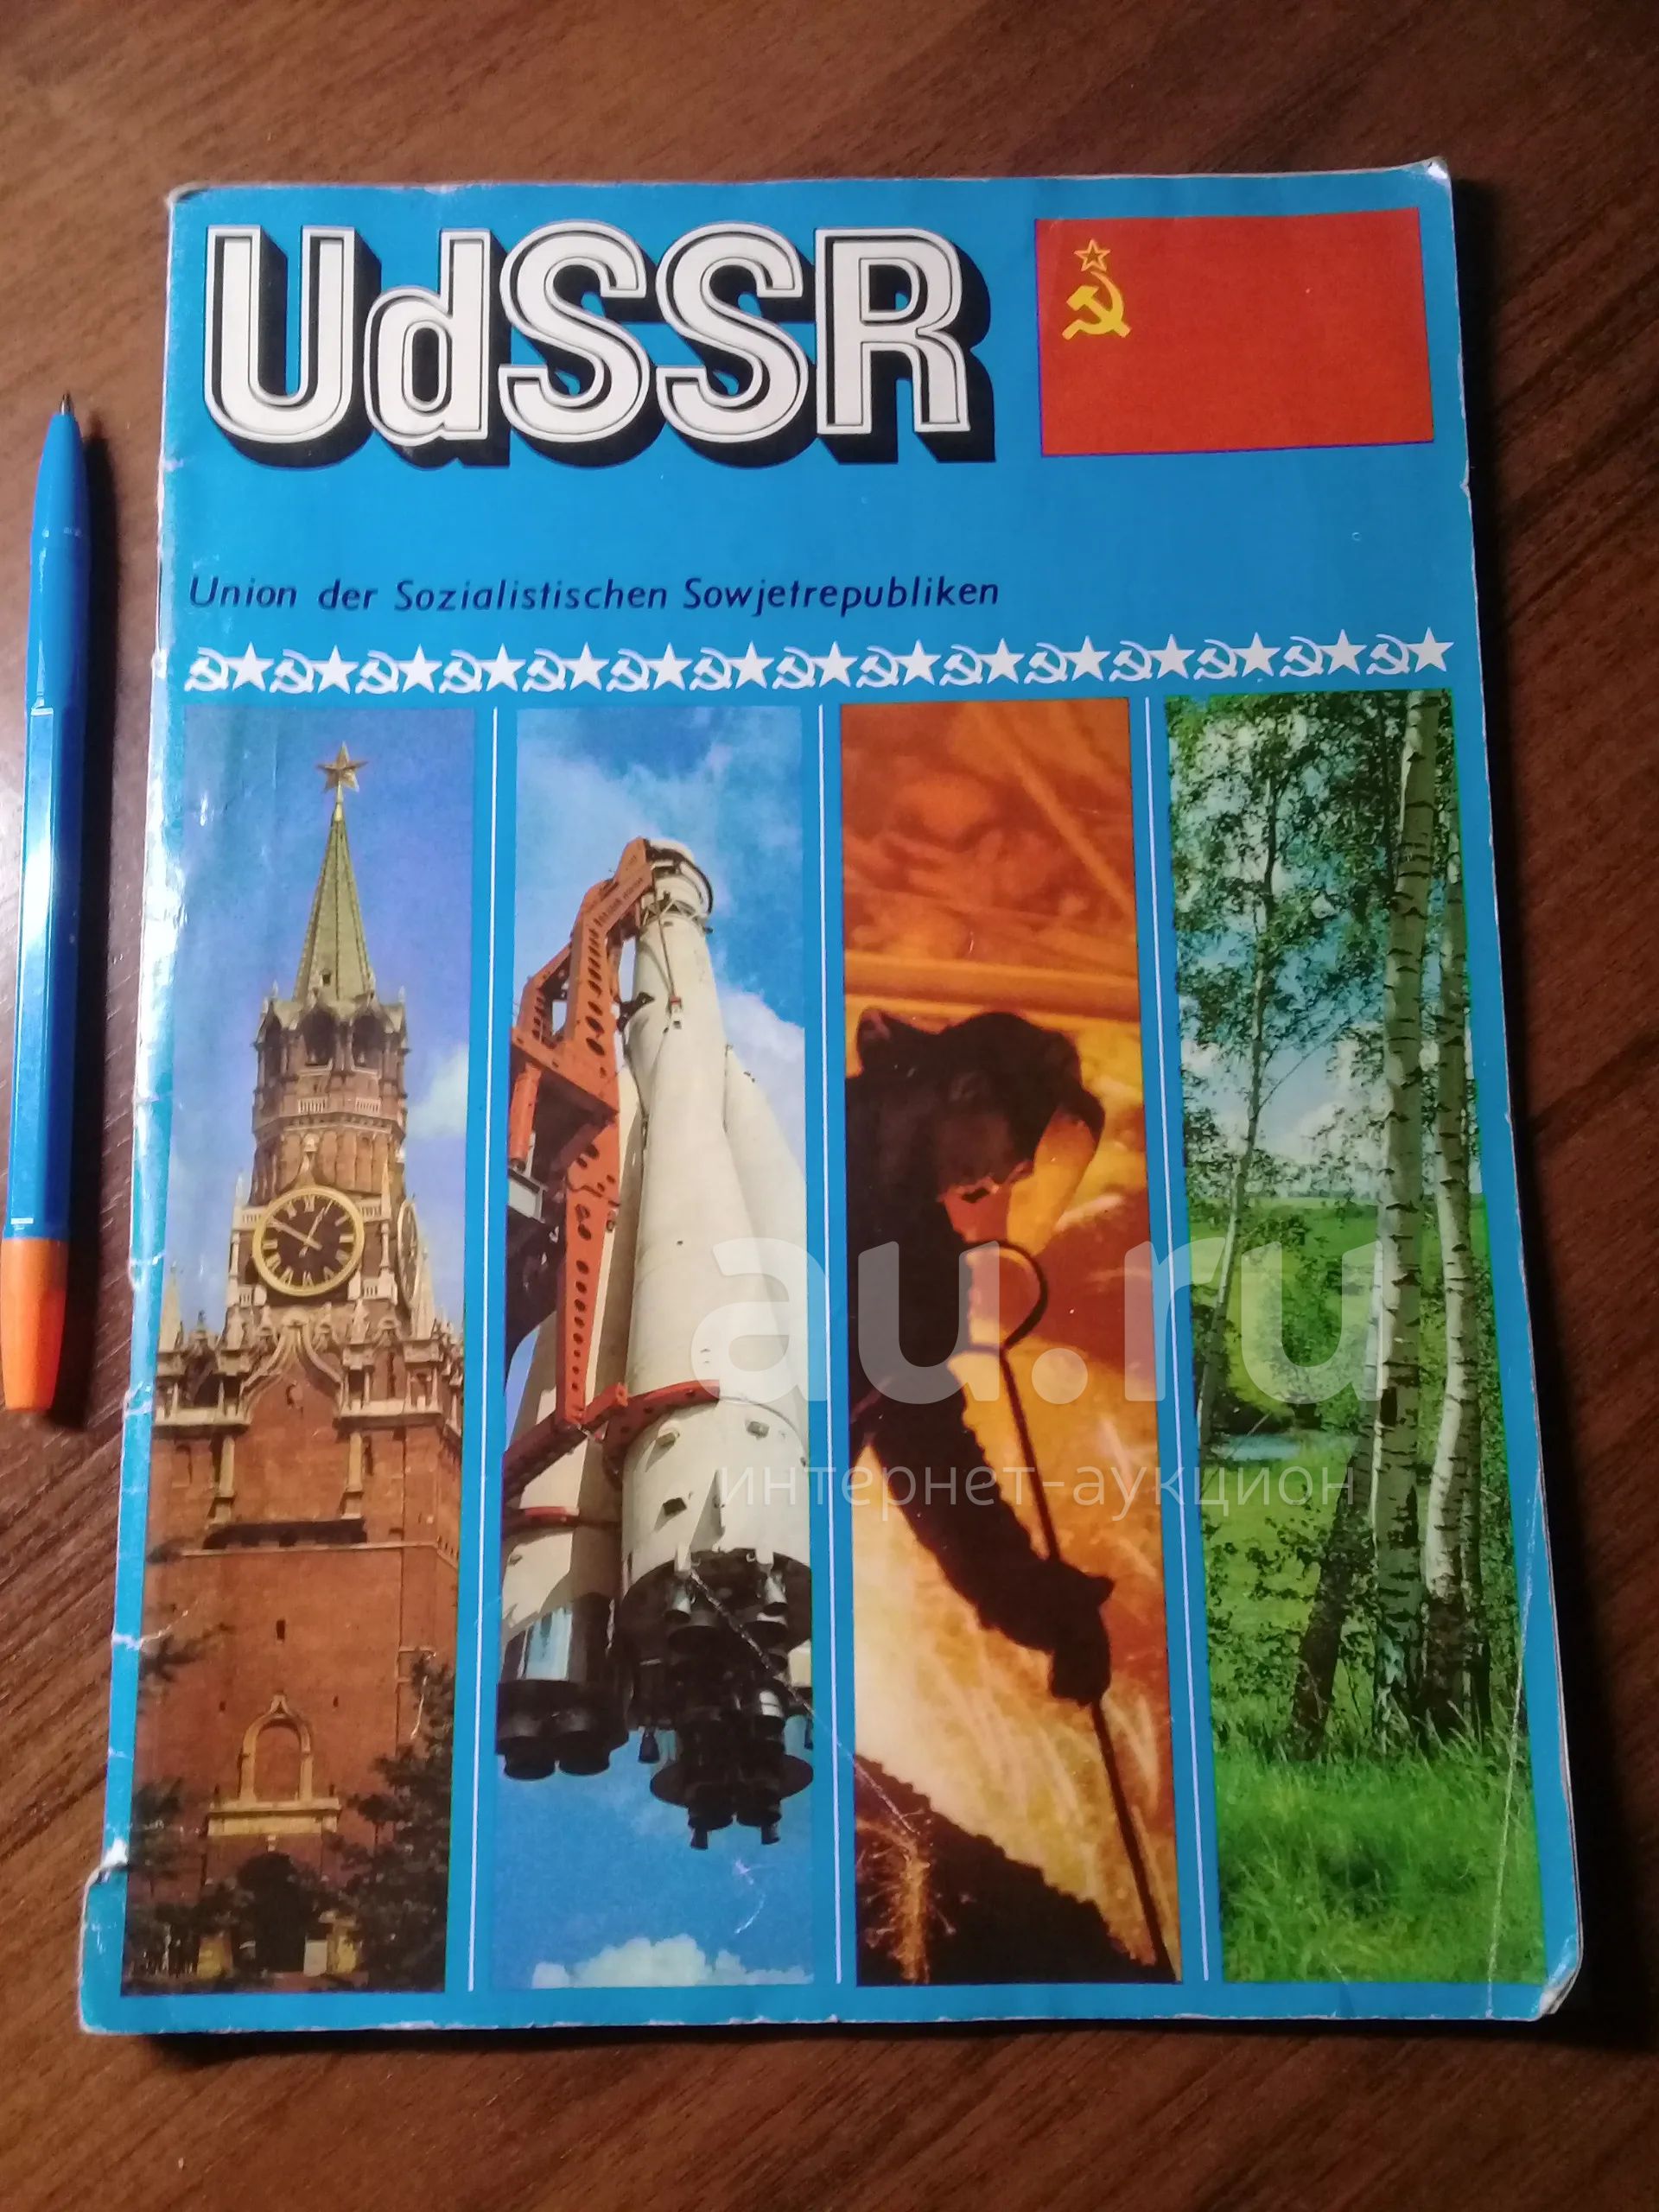 UdSSR
Union der Sozialistischen Sowjetrepubliken
au.ru
интернет-аукцион